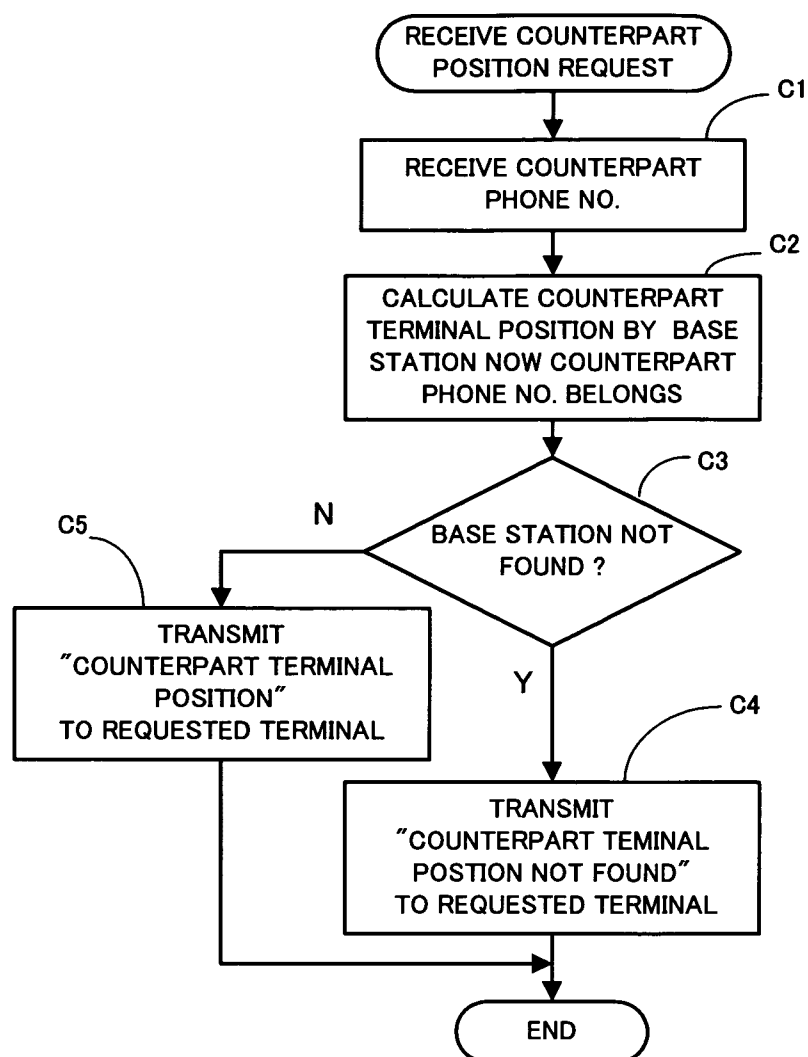 RECEIVE COUNTERPART
POSITION REQUEST
C1
RECEIVE COUNTERPART
PHONE NO.
C2
CALCULATE COUNTERPART
TERMINAL POSITION BY BASE
STATION NOW COUNTERPART
PHONE NO. BELONGS
C3
BASE STATION NOT
FOUND ?
N
C5
TRANSMIT
"COUNTERPART TERMINAL
POSITION"
TO REQUESTED TERMINAL
Y
C4
TRANSMIT
"COUNTERPART TEMINAL
POSTION NOT FOUND"
TO REQUESTED TERMINAL
END